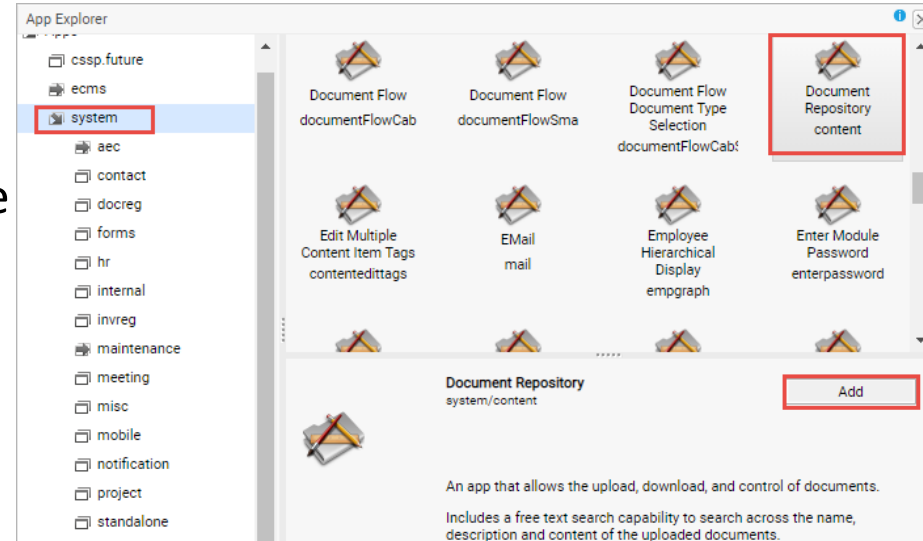 App Explorer
cssp.future
ecms
system
aec
contact
docreg
forms
hr
internal
invreg
maintenance
meeting
misc
mobile
notification
project
standalone
e
Document Flow
documentFlowCab
Document Flow
documentFlowSma
Document Flow
Document Type
Selection
documentFlowCabS
Document
Repository
content
Edit Multiple
Content Item Tags
contentedittags
EMail
mail
Employee
Hierarchical
Display
empgraph
Enter Module
Password
enterpassword
Document Repository
system/content
Add
An app that allows the upload, download, and control of documents.
Includes a free text search capability to search across the name,
description and content of the uploaded documents.